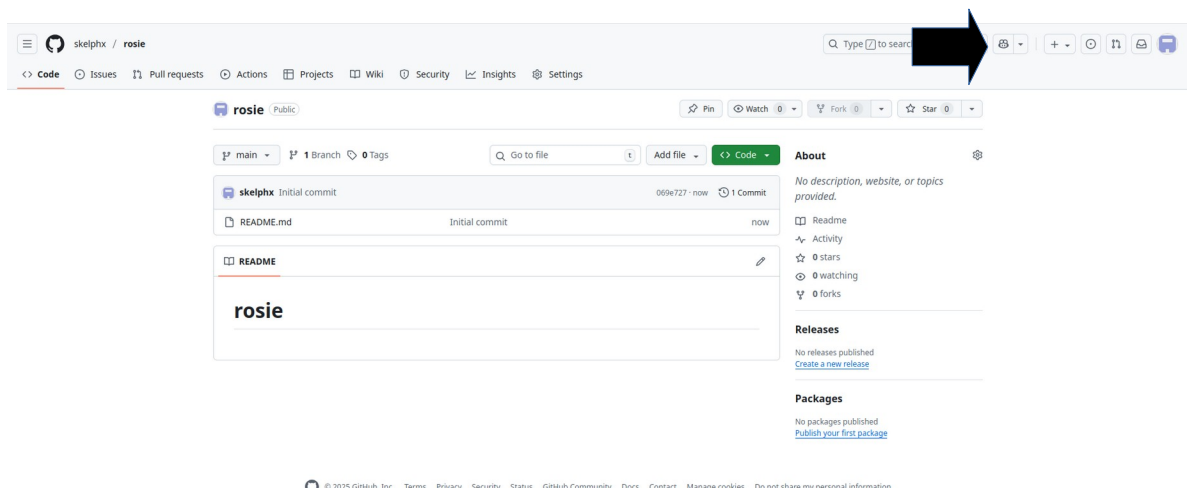 skelphx / rosie
Type / to search
Code Issues Pull requests Actions Projects Wiki Security Insights Settings
rosie Public
Pin Watch 0 Fork 0 Star 0
main 1 Branch 0 Tags Go to file t Add file Code
skelphx Initial commit 069e727 · now 1 Commit
README.md Initial commit now
README
rosie
About
No description, website, or topics
provided.
Readme
Activity
0 stars
0 watching
0 forks
Releases
No releases published
Create a new release
Packages
No packages published
Publish your first package
© 2025 GitHub, Inc. Terms Privacy Security Status GitHub Community Docs Contact Manage cookies Do not share my personal information